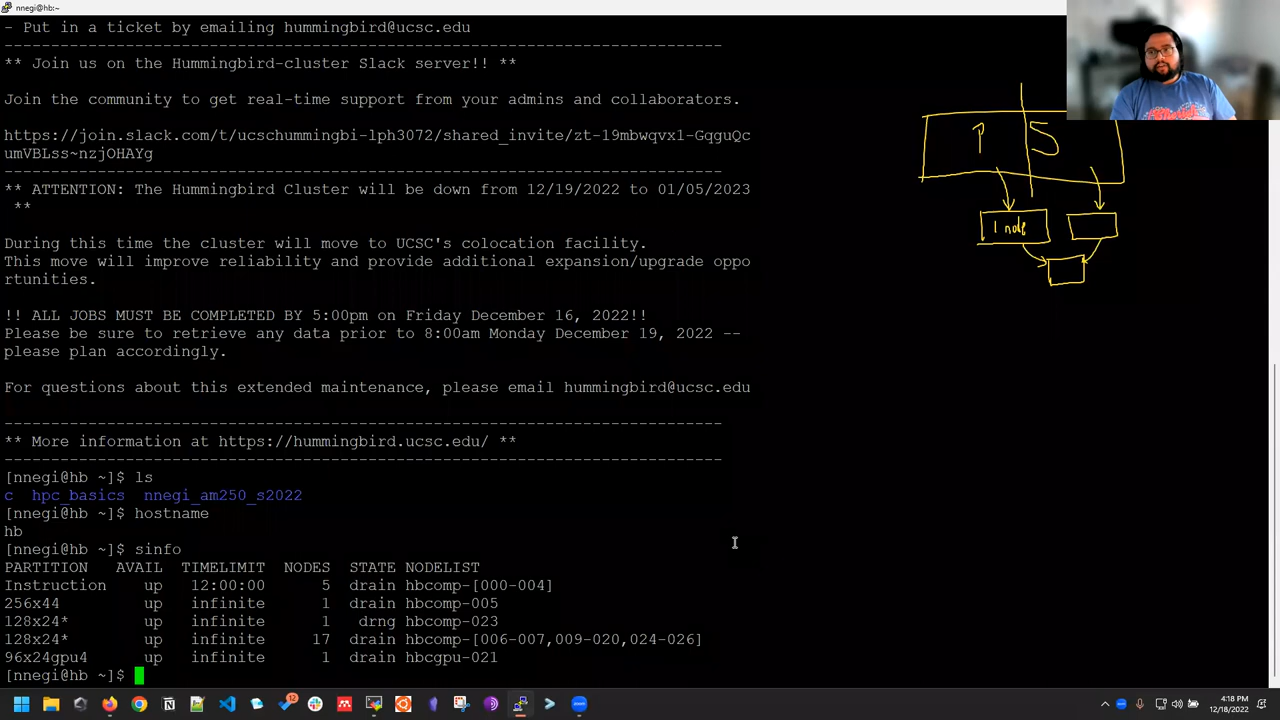 nnegi@hb:~
- Put in a ticket by emailing hummingbird@ucsc.edu
--------------------------------------------------------------------------------
** Join us on the Hummingbird-cluster Slack server!! **
Join the community to get real-time support from your admins and collaborators.
https://join.slack.com/t/ucschummingbi-lph3072/shared_invite/zt-19mbwqvx1-GqguQc
umVBLss~nzjOHAYg
--------------------------------------------------------------------------------
** ATTENTION: The Hummingbird Cluster will be down from 12/19/2022 to 01/05/2023
**
During this time the cluster will move to UCSC's colocation facility.
This move will improve reliability and provide additional expansion/upgrade oppo
rtunities.
!! ALL JOBS MUST BE COMPLETED BY 5:00pm on Friday December 16, 2022!!
Please be sure to retrieve any data prior to 8:00am Monday December 19, 2022 --
please plan accordingly.
For questions about this extended maintenance, please email hummingbird@ucsc.edu
--------------------------------------------------------------------------------
** More information at https://hummingbird.ucsc.edu/ **
--------------------------------------------------------------------------------
[nnegi@hb ~]$ ls
c hpc_basics nnegi_am250_s2022
[nnegi@hb ~]$ hostname
hb
[nnegi@hb ~]$ sinfo
PARTITION AVAIL TIMELIMIT NODES STATE NODELIST
Instruction up 12:00:00 5 drain hbcomp-[000-004]
256x44 up infinite 1 drain hbcomp-005
128x24* up infinite 1 drng hbcomp-023
128x24* up infinite 17 drain hbcomp-[006-007,009-020,024-026]
96x24gpu4 up infinite 1 drain hbcgpu-021
[nnegi@hb ~]$
P S
1 node
12
4:18 PM
12/18/2022